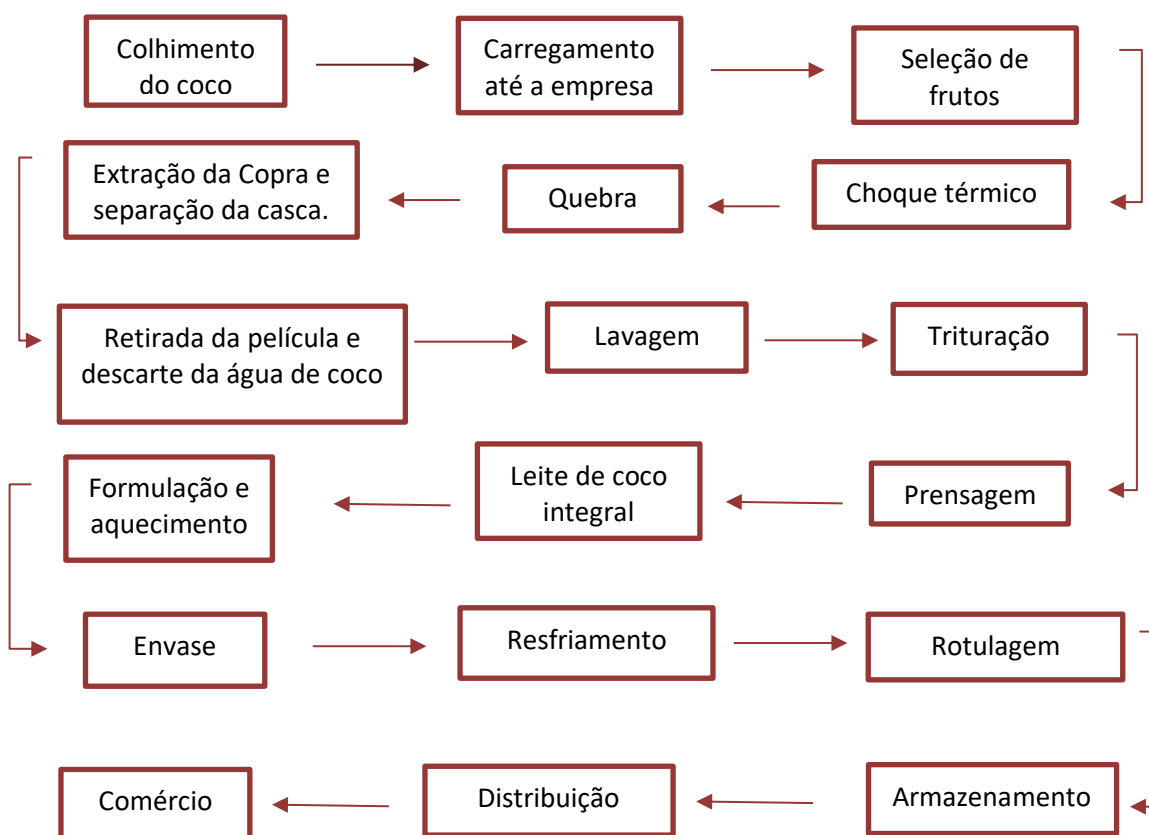 Colhimento
do coco
Carregamento
até a empresa
Seleção de
frutos
Choque térmico
Quebra
Extração da Copra e
separação da casca.
Retirada da película e
descarte da água de coco
Lavagem
Trituração
Prensagem
Leite de coco
integral
Formulação e
aquecimento
Envase
Resfriamento
Rotulagem
Armazenamento
Distribuição
Comércio